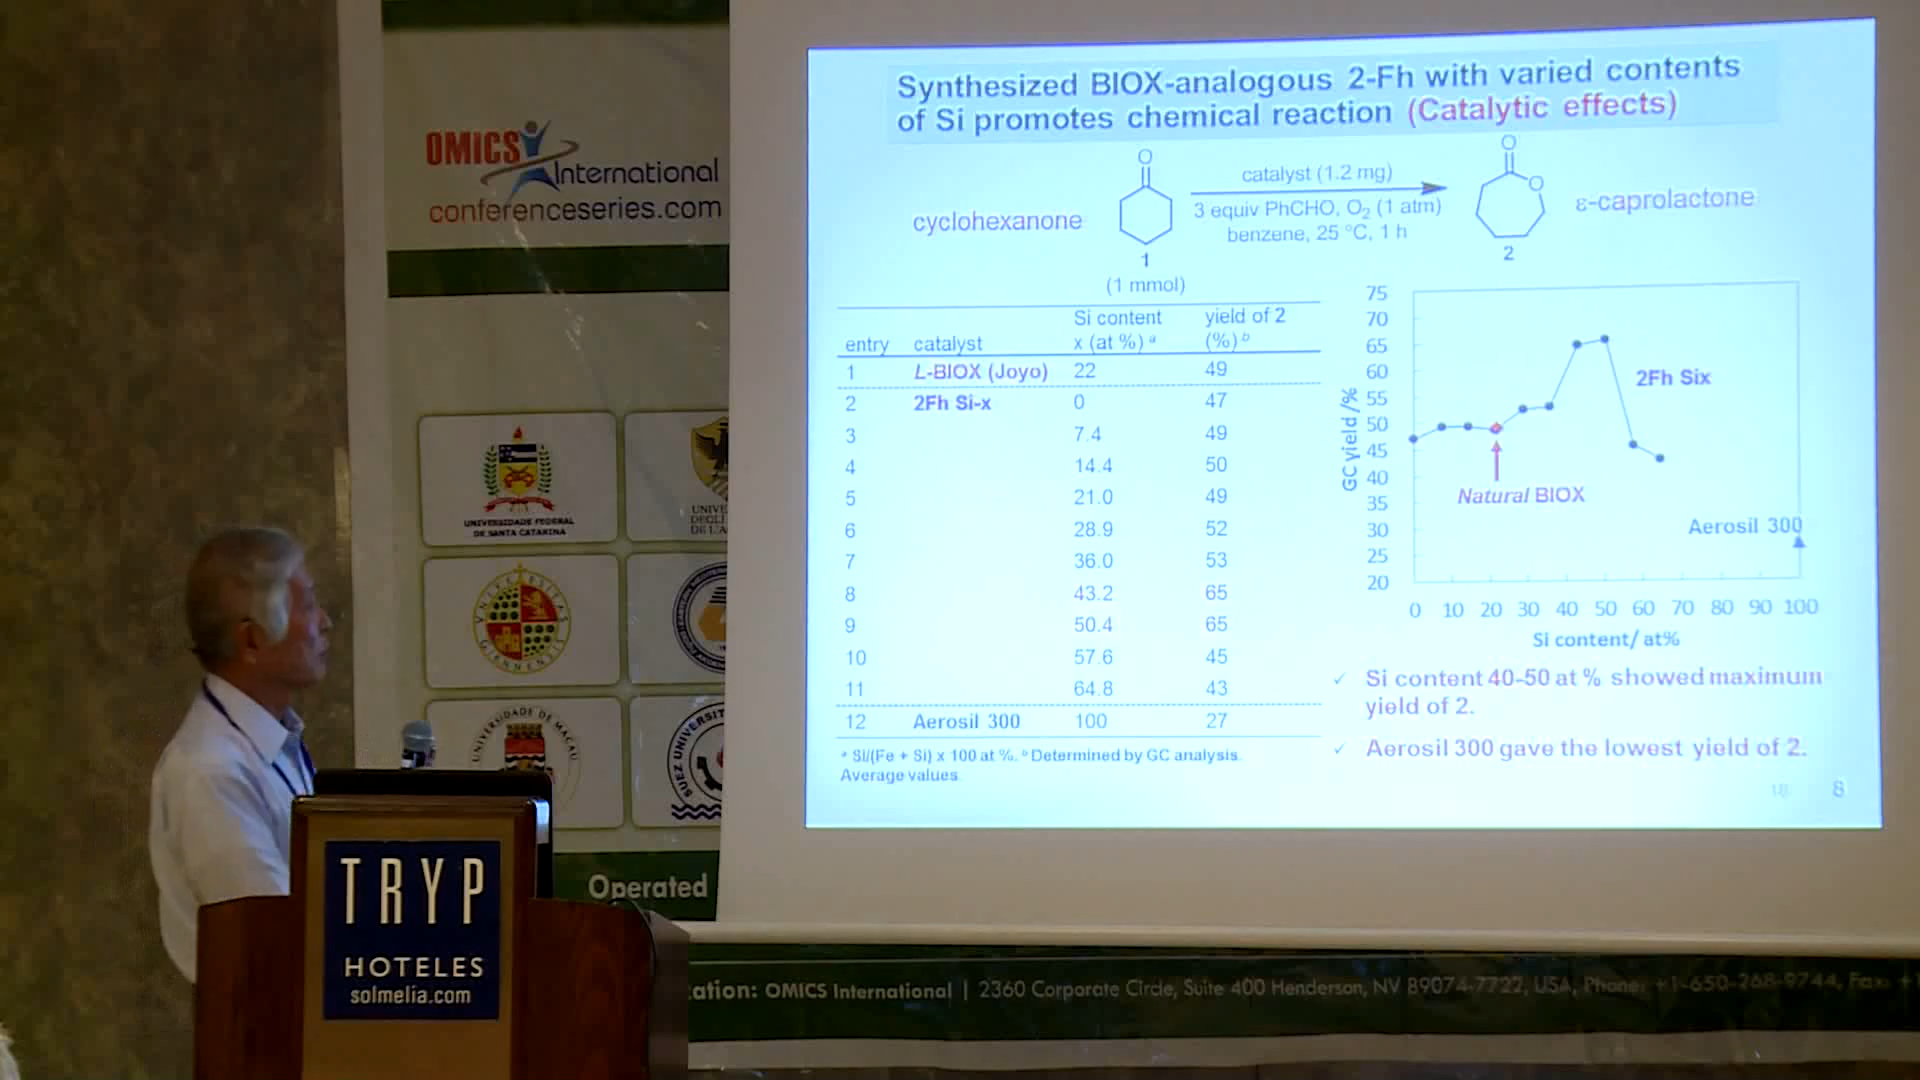 OMICS
International
conferenceseries.com
UNIVERSIDADE FEDERAL
DE SANTA CATARINA
UNIVE
DEGLI
DE L'A
UNIVERSIDADE DE MACAU
SUEZ UNIVERSIT
Operated
TRYP
HOTELES
solmelia.com
ation: OMICS International | 2360 Corporate Circle, Suite 400 Henderson, NV 89074-7722, USA, Phone: +1-650-268-9744, Fax: +1
Synthesized BIOX-analogous 2-Fh with varied contents
of Si promotes chemical reaction (Catalytic effects)
cyclohexanone
O
1
(1 mmol)
catalyst (1.2 mg)
3 equiv PhCHO, O2 (1 atm)
benzene, 25 °C, 1 h
O
O
2
ε-caprolactone
entry catalyst Si content x (at %) a yield of 2 (%) b
1 L-BIOX (Joyo) 22 49
2 2Fh Si-x 0 47
3 7.4 49
4 14.4 50
5 21.0 49
6 28.9 52
7 36.0 53
8 43.2 65
9 50.4 65
10 57.6 45
11 64.8 43
12 Aerosil 300 100 27
a Si/(Fe + Si) x 100 at %. b Determined by GC analysis.
Average values
75
70
65
60
55
50
45
40
35
30
25
20
GC yield /%
2Fh Six
Natural BIOX
Aerosil 300
0 10 20 30 40 50 60 70 80 90 100
Si content/ at%
✓ Si content 40-50 at % showed maximum
yield of 2.
✓ Aerosil 300 gave the lowest yield of 2.
18 8